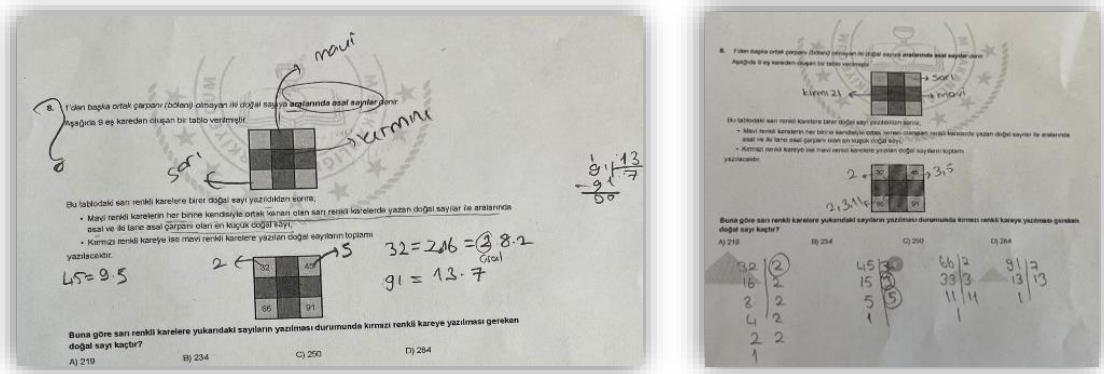 mavi
8. 1'den başka ortak çarpanı (böleni) olmayan iki doğal sayıya aralarında asal sayılar denir.
Aşağıda 9 eş kareden oluşan bir tablo verilmiştir.
sarı
kırmızı
Bu tablodaki sarı renkli karelere birer doğal sayı yazıldıktan sonra,
• Mavi renkli karelerin her birine kendisiyle ortak kenarı olan sarı renkli karelerde yazan doğal sayılar ile aralarında
asal ve iki tane asal çarpanı olan en küçük doğal sayı,
• Kırmızı renkli kareye ise mavi renkli karelere yazılan doğal sayıların toplamı
yazılacaktır.
91 13
7
- 91
00
45=9.5
2
32 45
66 91
5
32=2.16=2.8.2
91 = 13.7
Buna göre sarı renkli karelere yukarıdaki sayıların yazılması durumunda kırmızı renkli kareye yazılması gereken
doğal sayı kaçtır?
A) 219 B) 234 C) 250 D) 264
8. 1'den başka ortak çarpanı (böleni) olmayan iki doğal sayıya aralarında asal sayılar denir.
Aşağıda 9 eş kareden oluşan bir tablo verilmiştir.
sarı
kırmızı
mavi
Bu tablodaki sarı renkli karelere birer doğal sayı yazıldıktan sonra,
• Mavi renkli karelerin her birine kendisiyle ortak kenarı olan sarı renkli karelerde yazan doğal sayılar ile aralarında
asal ve iki tane asal çarpanı olan en küçük doğal sayı,
• Kırmızı renkli kareye ise mavi renkli karelere yazılan doğal sayıların toplamı
yazılacaktır.
2 32 45 3,5
2,3,11 66 91
Buna göre sarı renkli karelere yukarıdaki sayıların yazılması durumunda kırmızı renkli kareye yazılması gereken
doğal sayı kaçtır?
A) 219 B) 234 C) 250 D) 264
32 2 45 3 66 2 91 7
16 2 15 3 33 3 13 13
8 2 5 5 11 11 1
4 2 1 1
2 2
1